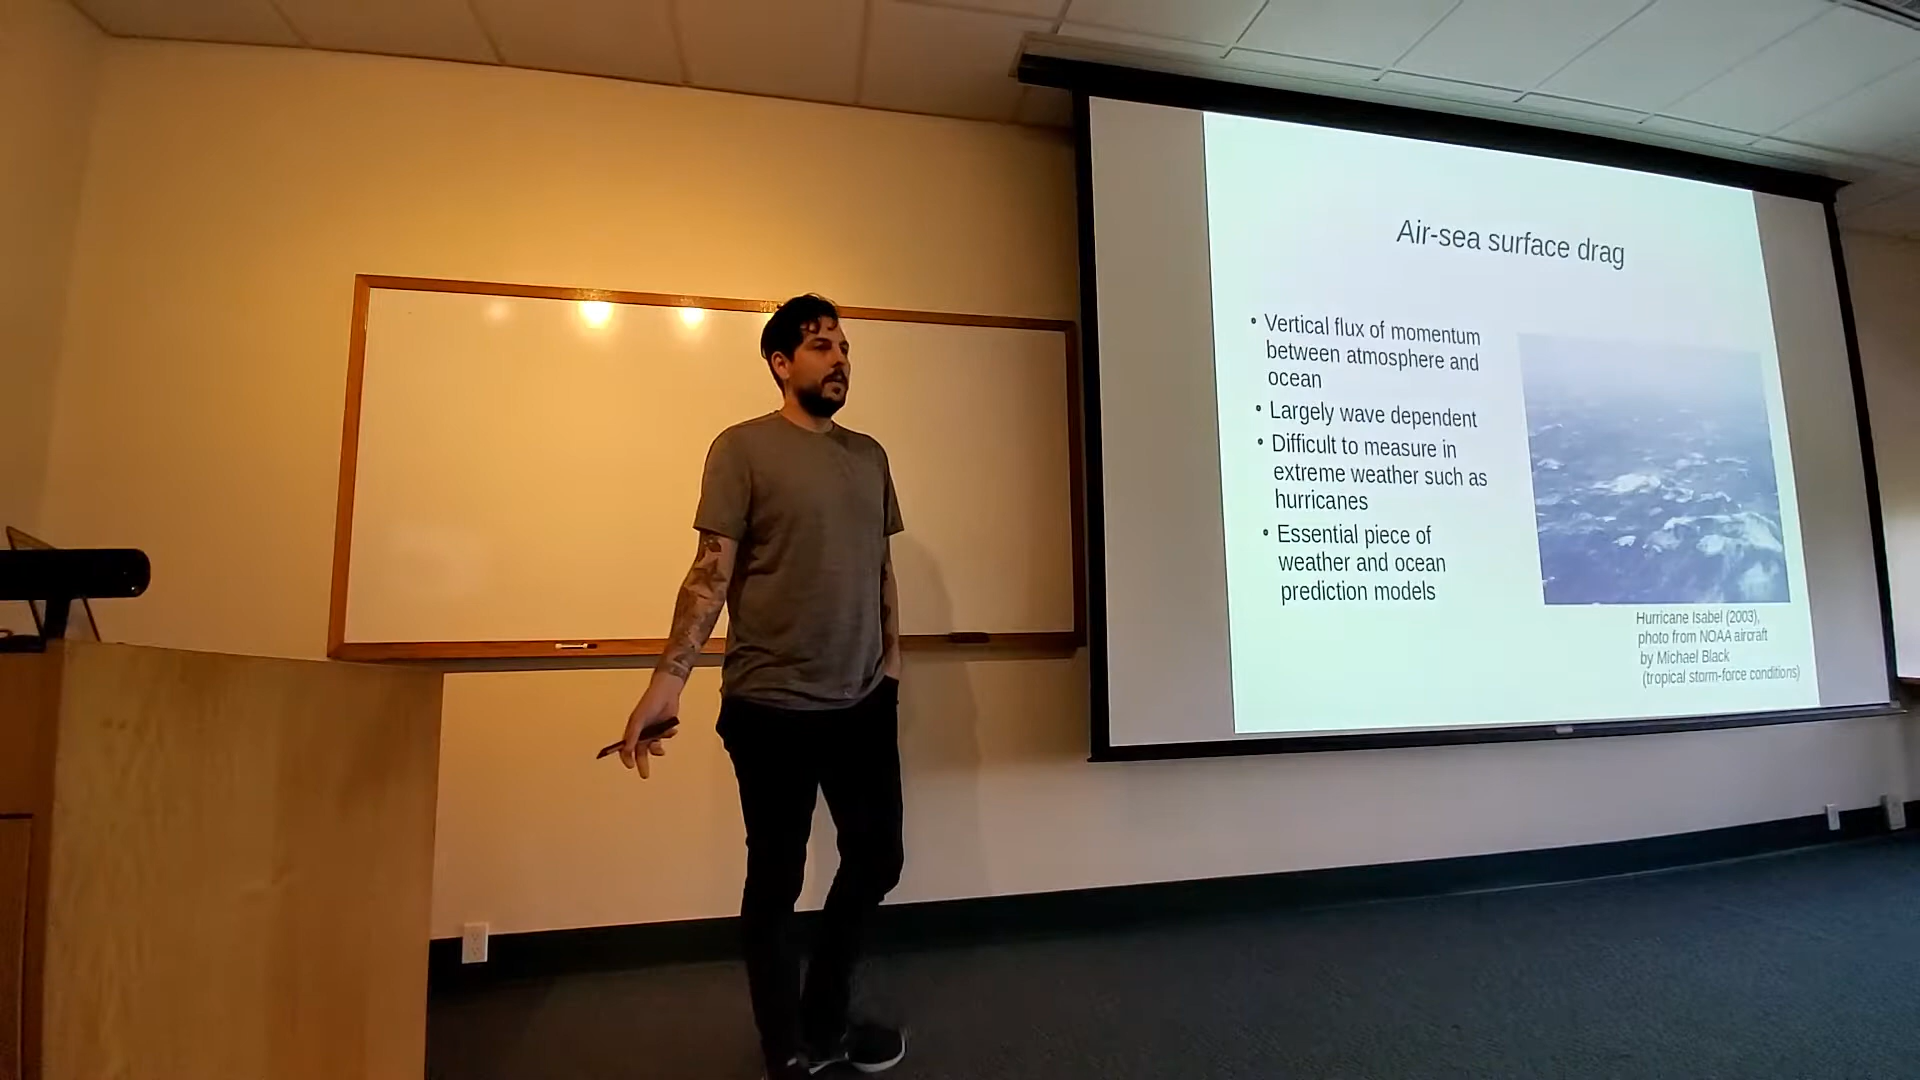 Air-sea surface drag
• Vertical flux of momentum
between atmosphere and
ocean
• Largely wave dependent
• Difficult to measure in
extreme weather such as
hurricanes
• Essential piece of
weather and ocean
prediction models
Hurricane Isabel (2003),
photo from NOAA aircraft
by Michael Black
(tropical storm-force conditions)